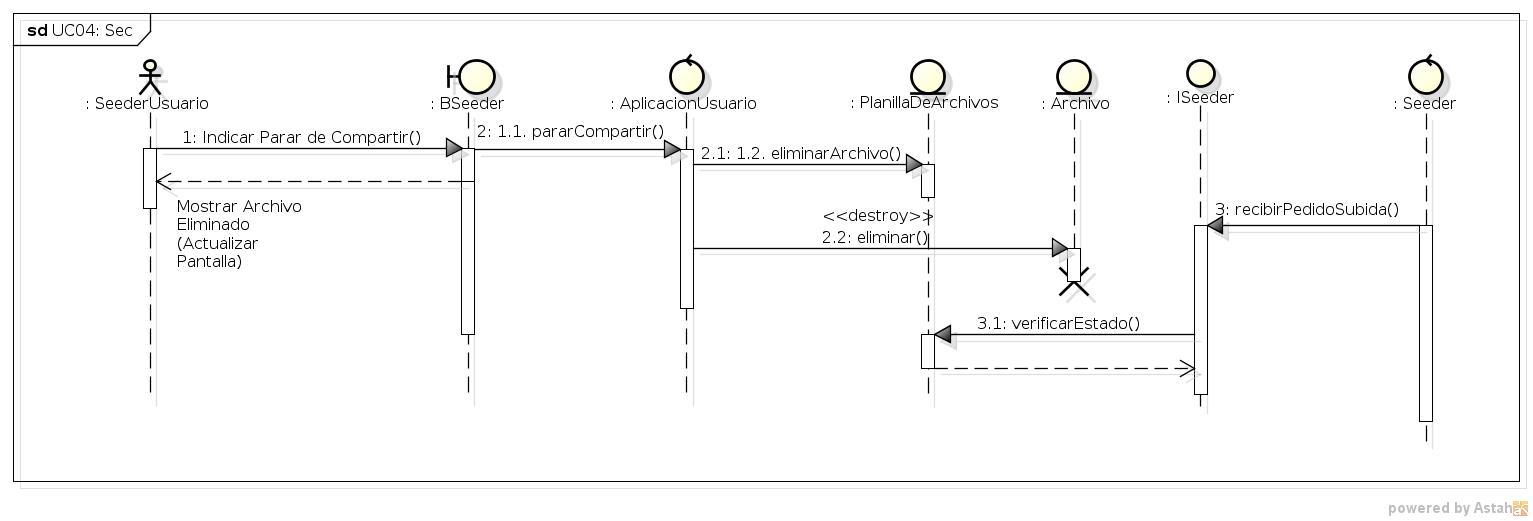 sd UC04: Sec
: SeederUsuario
: BSeeder
: AplicacionUsuario
: PlanillaDeArchivos
: Archivo
: ISeeder
: Seeder
1: Indicar Parar de Compartir()
2: 1.1. pararCompartir()
2.1: 1.2. eliminarArchivo()
Mostrar Archivo
Eliminado
(Actualizar
Pantalla)
<<destroy>>
2.2: eliminar()
3: recibirPedidoSubida()
3.1: verificarEstado()
powered by Astah